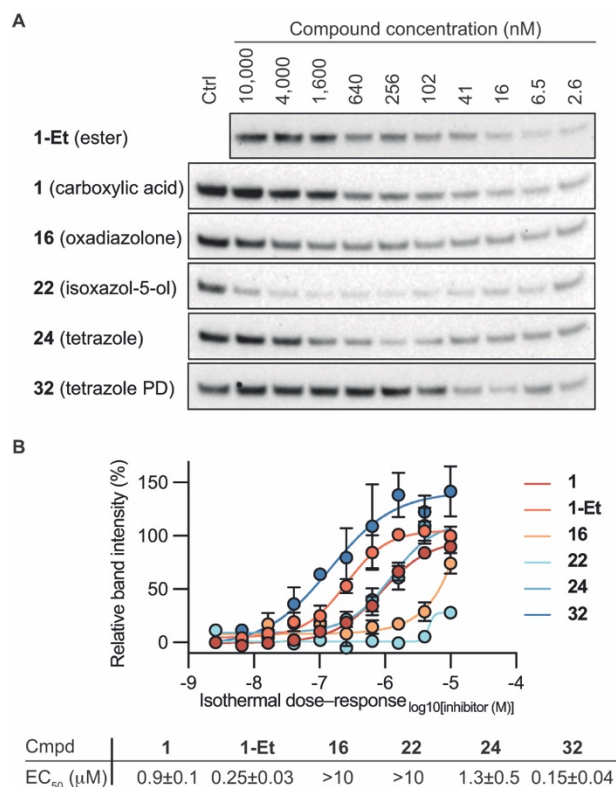 A
Compound concentration (nM)
Ctrl 10,000 4,000 1,600 640 256 102 41 16 6.5 2.6
1-Et (ester)
1 (carboxylic acid)
16 (oxadiazolone)
22 (isoxazol-5-ol)
24 (tetrazole)
32 (tetrazole PD)
B
Relative band intensity (%)
150
100
50
0
-9 -8 -7 -6 -5 -4
Isothermal dose–response log10[inhibitor (M)]
1
1-Et
16
22
24
32
Cmpd 1 1-Et 16 22 24 32
EC50 (μM) 0.9±0.1 0.25±0.03 >10 >10 1.3±0.5 0.15±0.04